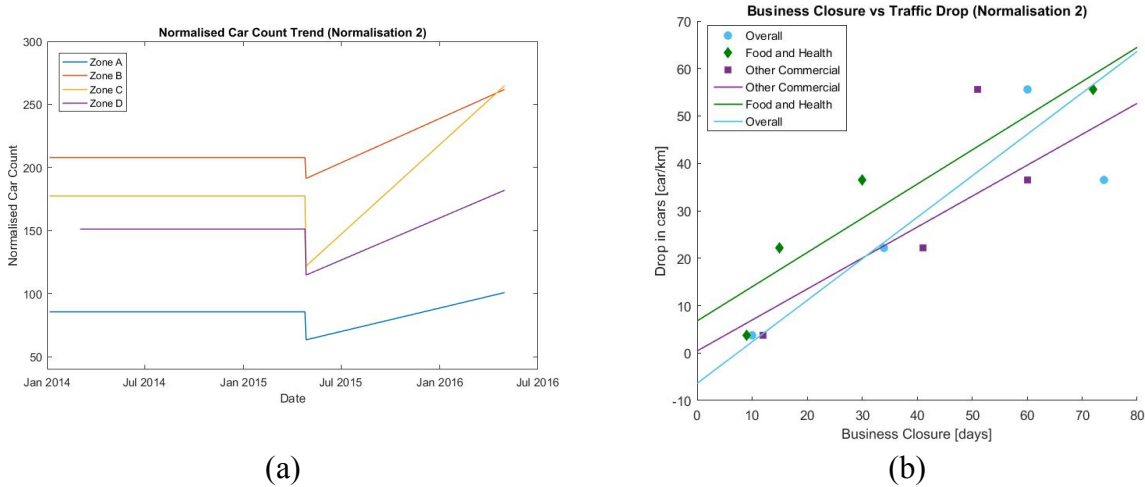 Normalised Car Count Trend (Normalisation 2)
300
250
200
150
100
50
Normalised Car Count
Zone A
Zone B
Zone C
Zone D
Jan 2014
Jul 2014
Jan 2015
Jul 2015
Jan 2016
Jul 2016
Date
(a)
Business Closure vs Traffic Drop (Normalisation 2)
70
60
50
40
30
20
10
0
-10
Drop in cars [car/km]
Overall
Food and Health
Other Commercial
Other Commercial
Food and Health
Overall
0
10
20
30
40
50
60
70
80
Business Closure [days]
(b)